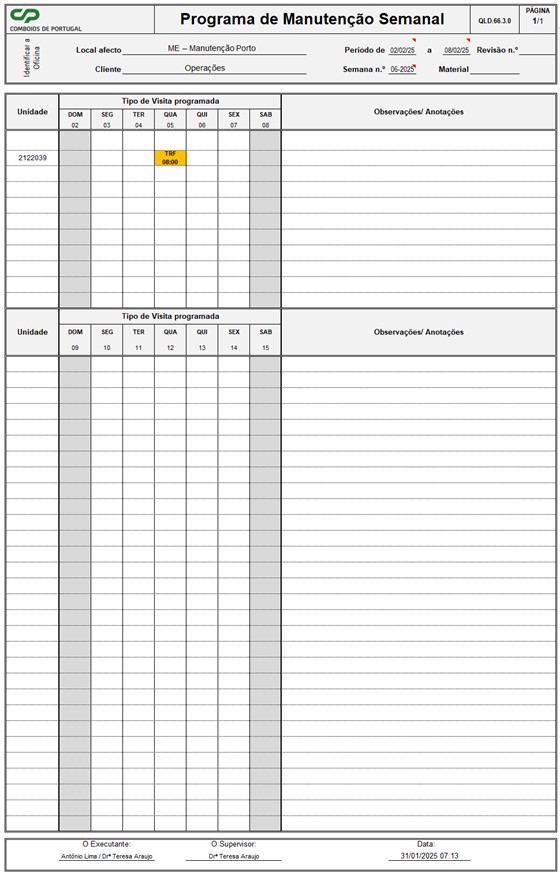 CP
COMBOIOS DE PORTUGAL
Programa de Manutenção Semanal
QLD.66.3.0
PÁGINA
1/1
Identificar a
Oficina
Local afecto ME – Manutenção Porto Periodo de 02/02/25 a 08/02/25 Revisão n.º
Cliente Operações Semana n.º 06-2025 Material
Unidade Tipo de Visita programada Observações/ Anotações
DOM SEG TER QUA QUI SEX SAB
02 03 04 05 06 07 08
2122039 TRF
08:00
Unidade Tipo de Visita programada Observações/ Anotações
DOM SEG TER QUA QUI SEX SAB
09 10 11 12 13 14 15
O Executante: O Supervisor: Data:
António Lima / Drª Teresa Araujo Drª Teresa Araujo 31/01/2025 07:13